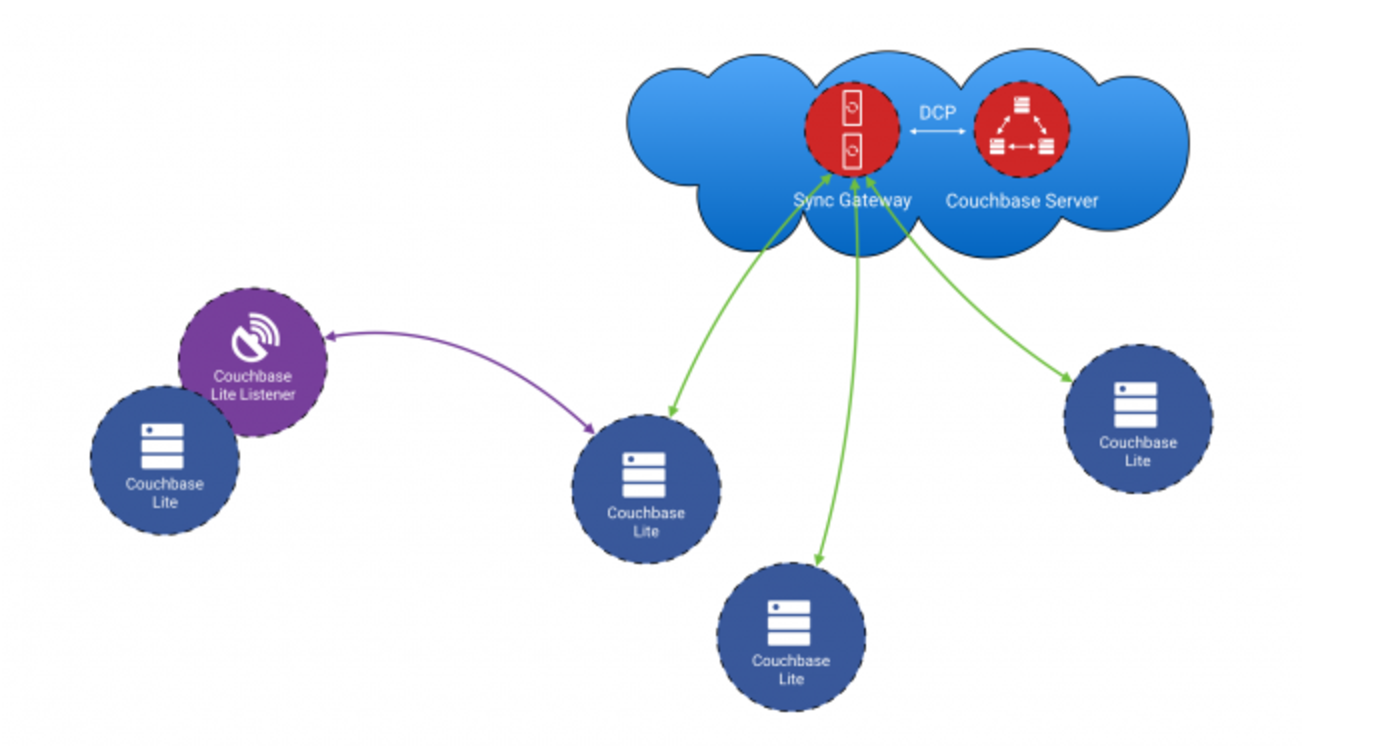 DCP
Sync Gateway
Couchbase Server
Couchbase
Lite Listener
Couchbase
Lite
Couchbase
Lite
Couchbase
Lite
Couchbase
Lite